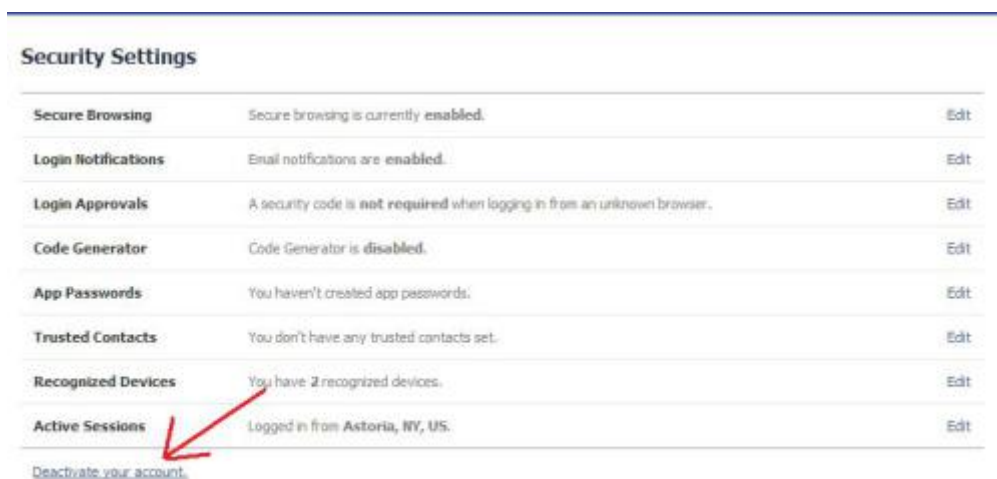 Security Settings
Secure Browsing Secure browsing is currently enabled. Edit
Login Notifications Email notifications are enabled. Edit
Login Approvals A security code is not required when logging in from an unknown browser. Edit
Code Generator Code Generator is disabled. Edit
App Passwords You haven't created app passwords. Edit
Trusted Contacts You don't have any trusted contacts set. Edit
Recognized Devices You have 2 recognized devices. Edit
Active Sessions Logged in from Astoria, NY, US. Edit
Deactivate your account.